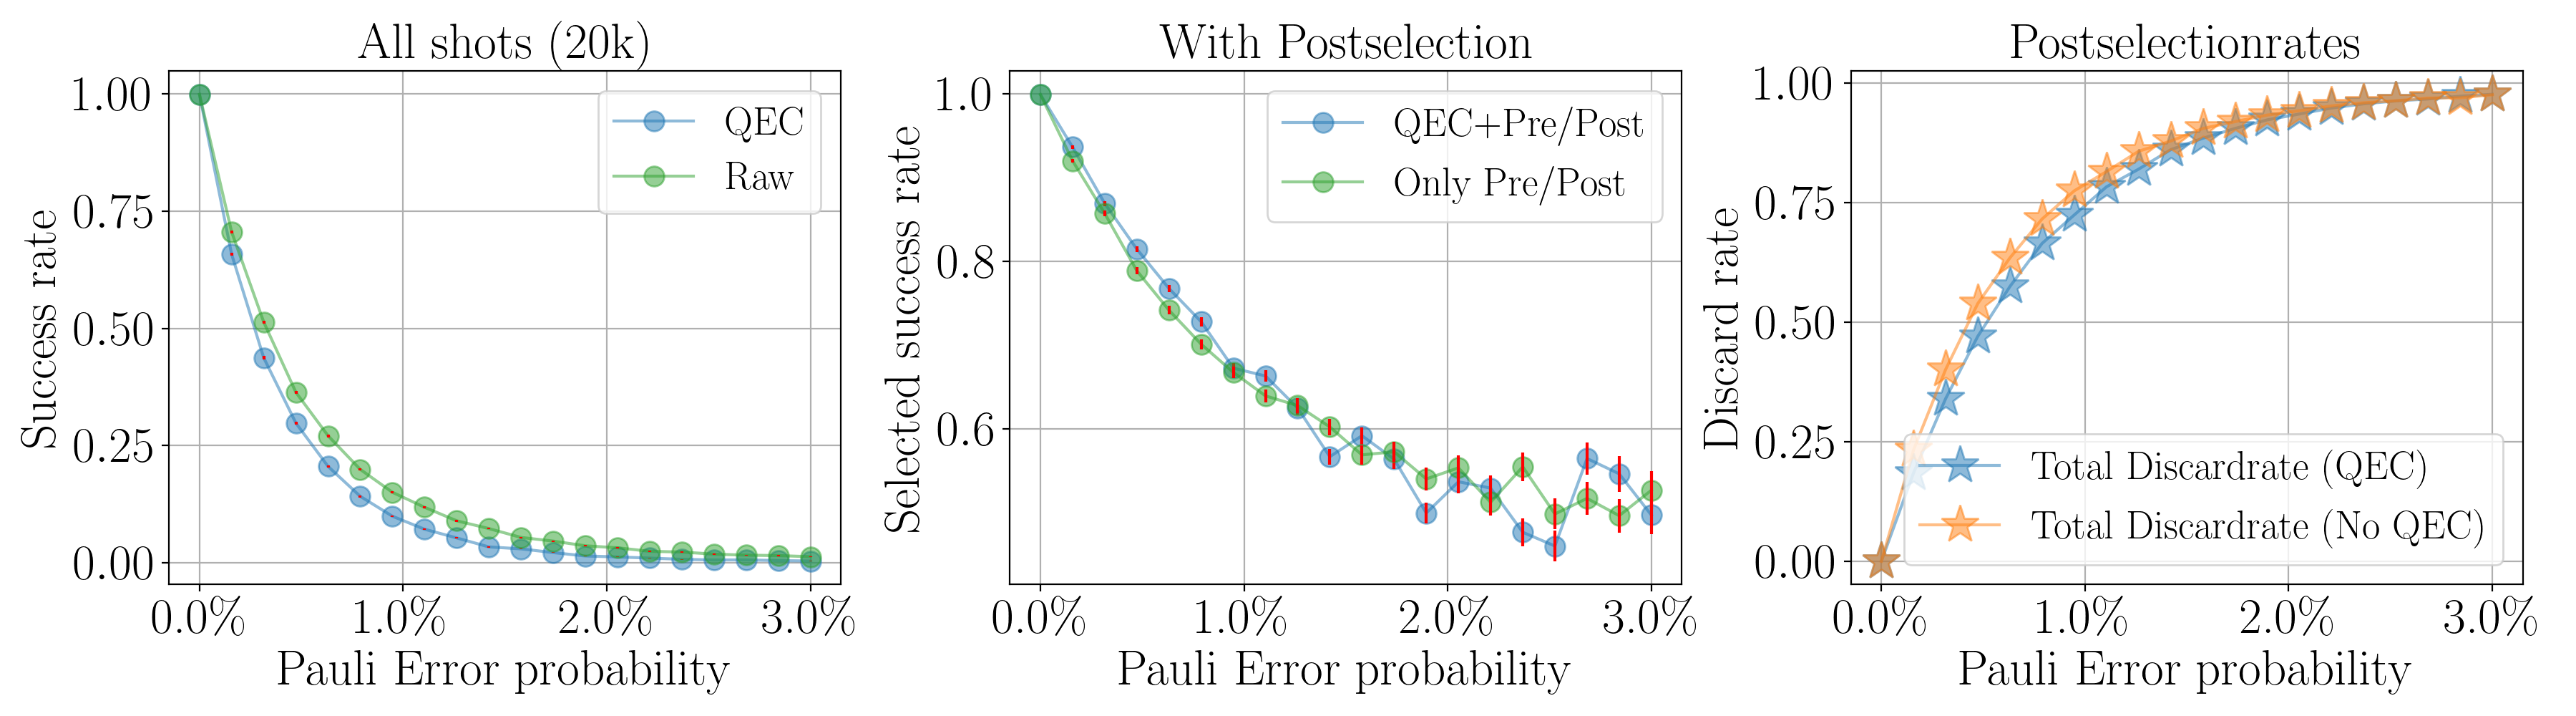 All shots (20k)
1.00
0.75
0.50
0.25
0.00
Success rate
QEC
Raw
0.0% 1.0% 2.0% 3.0%
Pauli Error probability
With Postselection
1.0
0.8
0.6
Selected success rate
QEC+Pre/Post
Only Pre/Post
0.0% 1.0% 2.0% 3.0%
Pauli Error probability
Postselectionrates
1.00
0.75
0.50
0.25
0.00
Discard rate
Total Discardrate (QEC)
Total Discardrate (No QEC)
0.0% 1.0% 2.0% 3.0%
Pauli Error probability